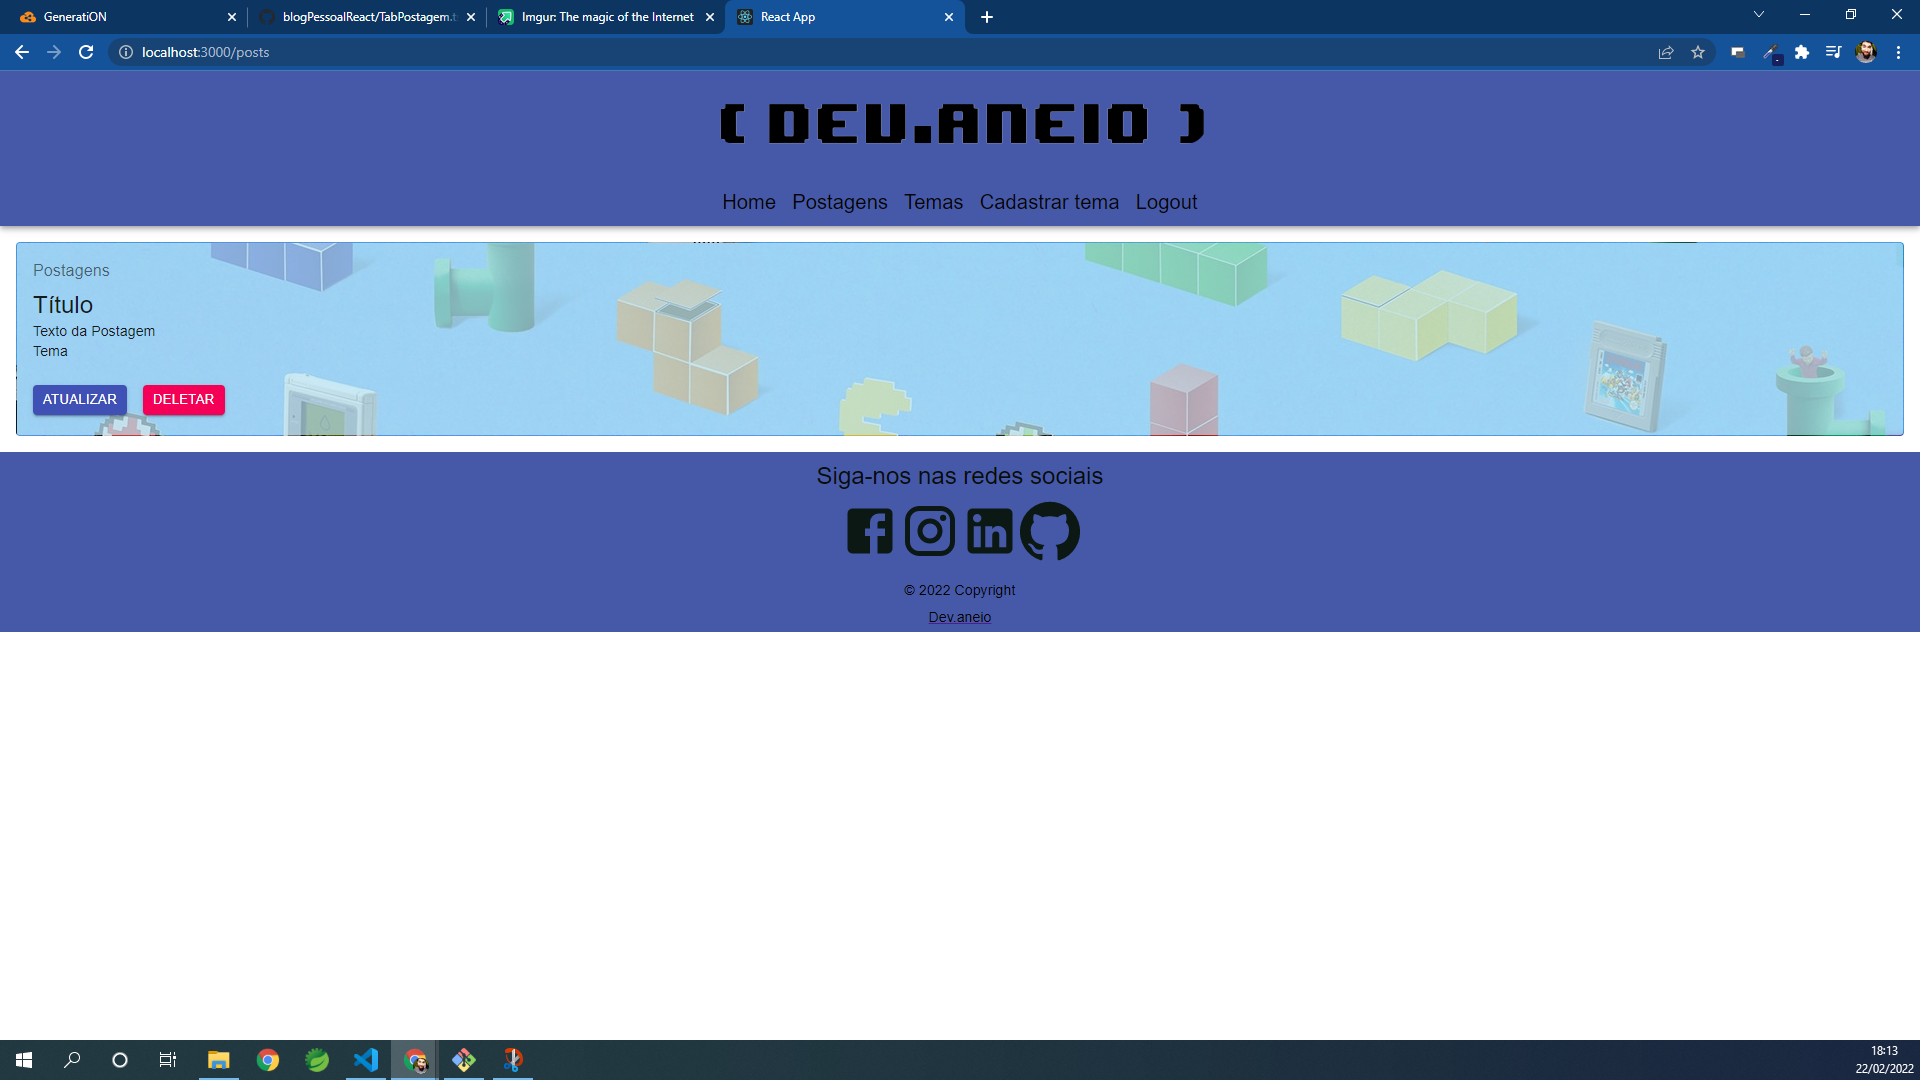 GeneratiON
blogPessoalReact/TabPostagem.t
Imgur: The magic of the Internet
React App
localhost:3000/posts
( DEV.ANEIO )
Home Postagens Temas Cadastrar tema Logout
Postagens
Título
Texto da Postagem
Tema
ATUALIZAR DELETAR
Siga-nos nas redes sociais
© 2022 Copyright
Dev.aneio
18:13
22/02/2022